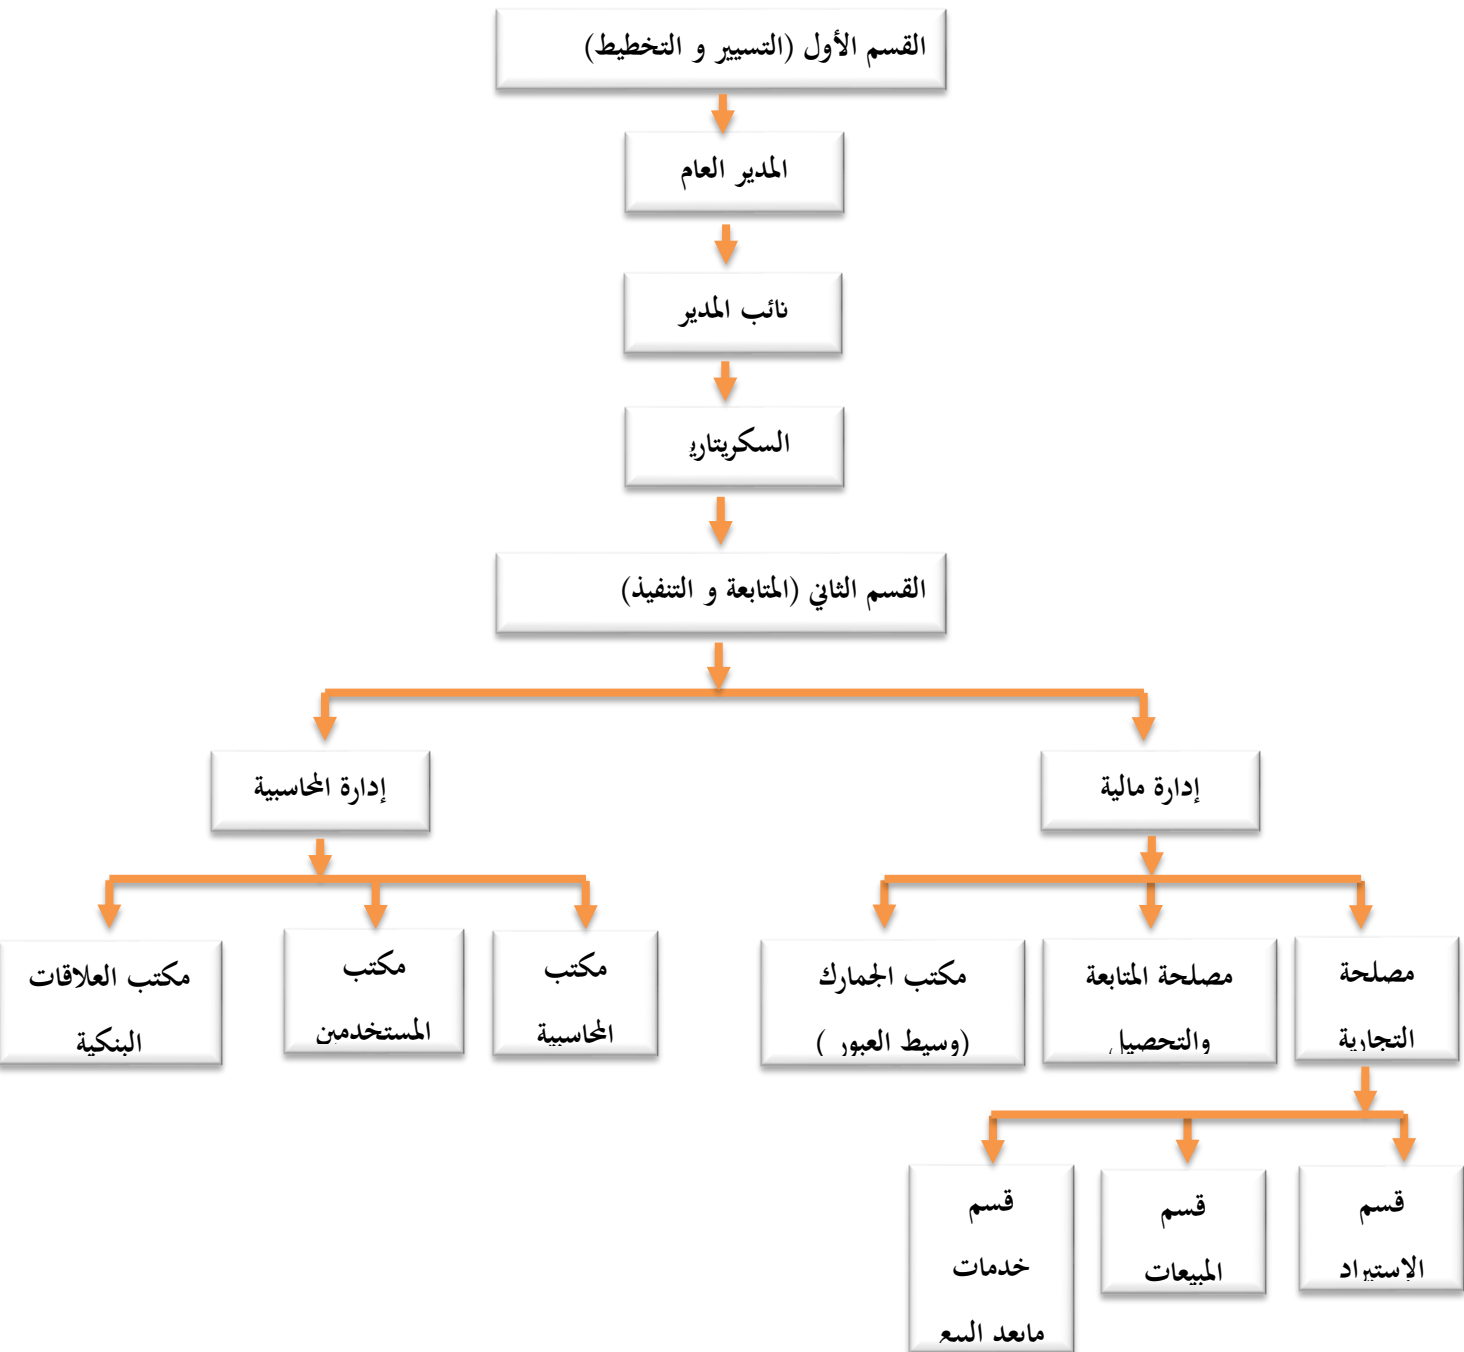 القسم الأول (التسيير و التخطيط)
المدير العام
نائب المدير
السكريتاري
القسم الثاني (المتابعة و التنفيذ)
إدارة مالية
إدارة المحاسبية
مصلحة
التجارية
مصلحة المتابعة
والتحصيل
مكتب الجمارك
(وسيط العبور )
مكتب
المحاسبية
مكتب
المستخدمين
مكتب العلاقات
البنكية
قسم
الإستيراد
قسم
المبيعات
قسم
خدمات
مابعد البيع